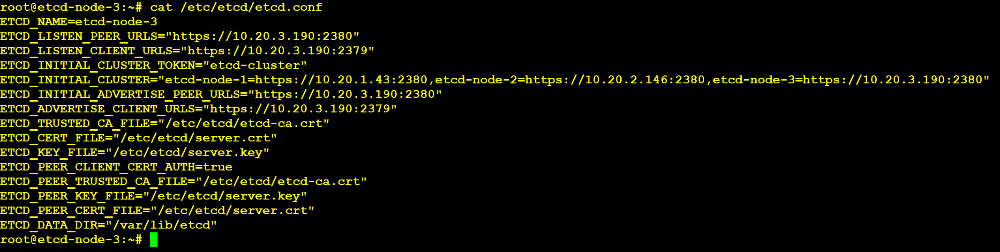 root@etcd-node-3:~# cat /etc/etcd/etcd.conf
ETCD_NAME=etcd-node-3
ETCD_LISTEN_PEER_URLS="https://10.20.3.190:2380"
ETCD_LISTEN_CLIENT_URLS="https://10.20.3.190:2379"
ETCD_INITIAL_CLUSTER_TOKEN="etcd-cluster"
ETCD_INITIAL_CLUSTER="etcd-node-1=https://10.20.1.43:2380,etcd-node-2=https://10.20.2.146:2380,etcd-node-3=https://10.20.3.190:2380"
ETCD_INITIAL_ADVERTISE_PEER_URLS="https://10.20.3.190:2380"
ETCD_ADVERTISE_CLIENT_URLS="https://10.20.3.190:2379"
ETCD_TRUSTED_CA_FILE="/etc/etcd/etcd-ca.crt"
ETCD_CERT_FILE="/etc/etcd/server.crt"
ETCD_KEY_FILE="/etc/etcd/server.key"
ETCD_PEER_CLIENT_CERT_AUTH=true
ETCD_PEER_TRUSTED_CA_FILE="/etc/etcd/etcd-ca.crt"
ETCD_PEER_KEY_FILE="/etc/etcd/server.key"
ETCD_PEER_CERT_FILE="/etc/etcd/server.crt"
ETCD_DATA_DIR="/var/lib/etcd"
root@etcd-node-3:~#